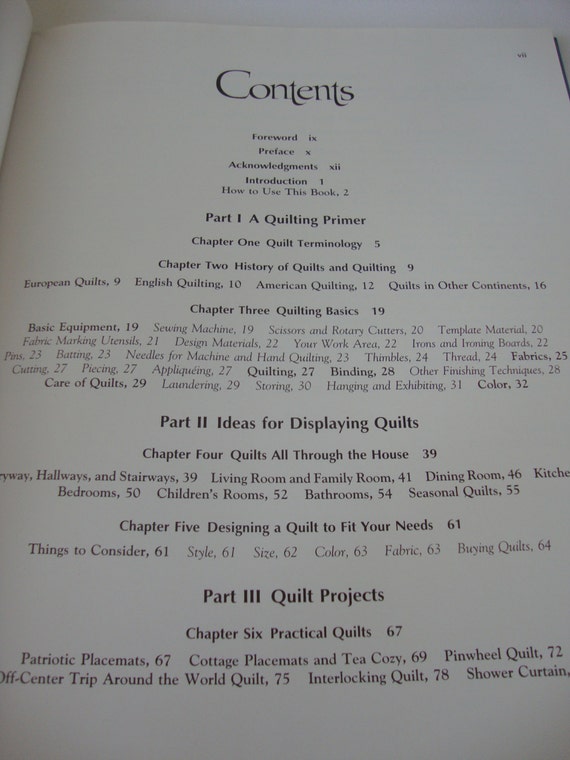 vii
Contents
Foreword ix
Preface x
Acknowledgments xii
Introduction 1
How to Use This Book, 2
Part I A Quilting Primer
Chapter One Quilt Terminology 5
Chapter Two History of Quilts and Quilting 9
European Quilts, 9 English Quilting, 10 American Quilting, 12 Quilts in Other Continents, 16
Chapter Three Quilting Basics 19
Basic Equipment, 19 Sewing Machine, 19 Scissors and Rotary Cutters, 20 Template Material, 20
Fabric Marking Utensils, 21 Design Materials, 22 Your Work Area, 22 Irons and Ironing Boards, 22
Pins, 23 Batting, 23 Needles for Machine and Hand Quilting, 23 Thimbles, 24 Thread, 24 Fabrics, 25
Cutting, 27 Piecing, 27 Appliquéing, 27 Quilting, 27 Binding, 28 Other Finishing Techniques, 28
Care of Quilts, 29 Laundering, 29 Storing, 30 Hanging and Exhibiting, 31 Color, 32
Part II Ideas for Displaying Quilts
Chapter Four Quilts All Through the House 39
ryway, Hallways, and Stairways, 39 Living Room and Family Room, 41 Dining Room, 46 Kitche
Bedrooms, 50 Children's Rooms, 52 Bathrooms, 54 Seasonal Quilts, 55
Chapter Five Designing a Quilt to Fit Your Needs 61
Things to Consider, 61 Style, 61 Size, 62 Color, 63 Fabric, 63 Buying Quilts, 64
Part III Quilt Projects
Chapter Six Practical Quilts 67
Patriotic Placemats, 67 Cottage Placemats and Tea Cozy, 69 Pinwheel Quilt, 72
Off-Center Trip Around the World Quilt, 75 Interlocking Quilt, 78 Shower Curtain,